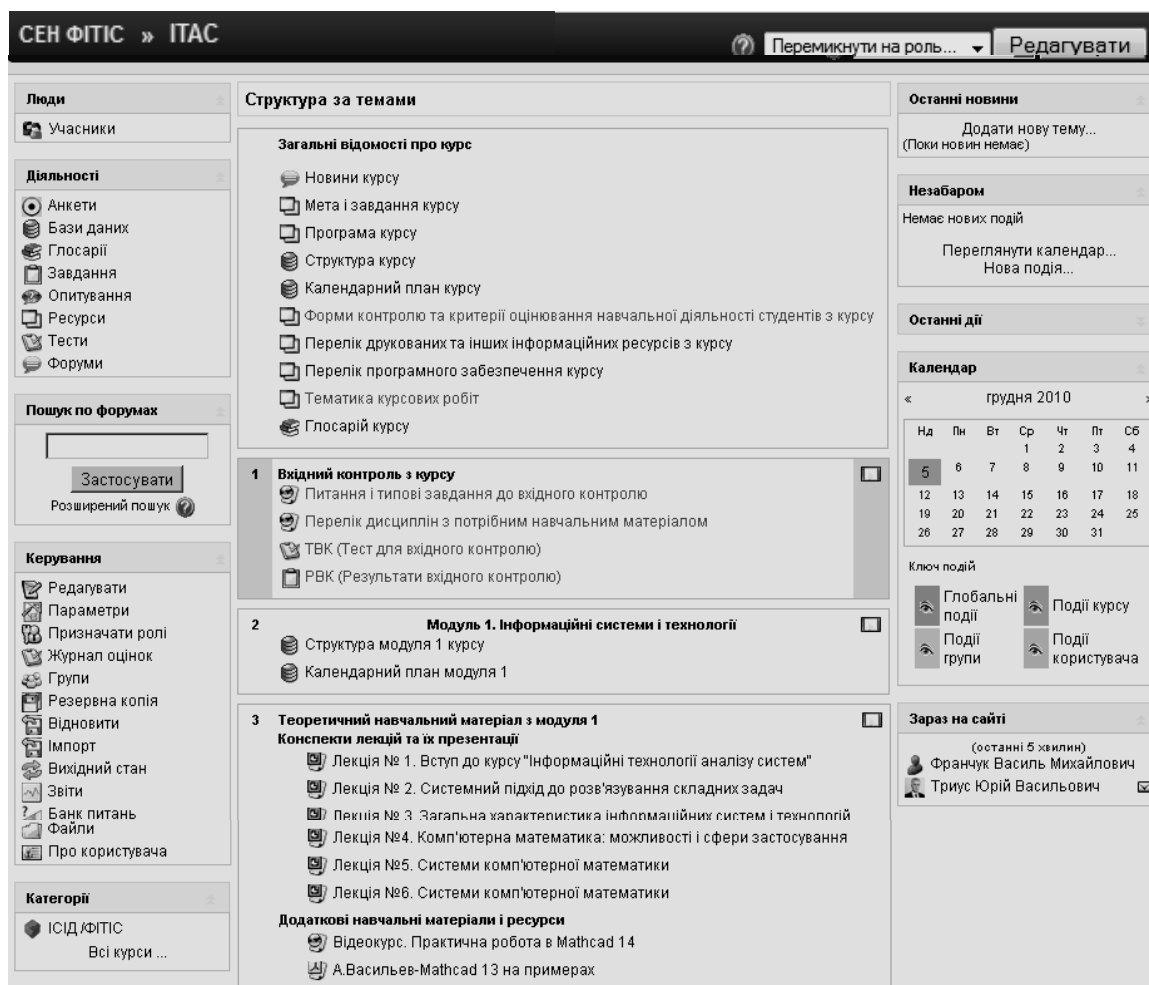 СЕН ФІТІС » ІТАС
Перемикнути на роль...
Редагувати
Люди
Учасники
Діяльності
Анкети
Бази даних
Глосарії
Завдання
Опитування
Ресурси
Тести
Форуми
Пошук по форумах
Застосувати
Розширений пошук
Керування
Редагувати
Параметри
Призначати ролі
Журнал оцінок
Групи
Резервна копія
Відновити
Імпорт
Вихідний стан
Звіти
Банк питань
Файли
Про користувача
Категорії
ІСІД /ФІТІС
Всі курси ...
Структура за темами
Загальні відомості про курс
Новини курсу
Мета і завдання курсу
Програма курсу
Структура курсу
Календарний план курсу
Форми контролю та критерії оцінювання навчальної діяльності студентів з курсу
Перелік друкованих та інших інформаційних ресурсів з курсу
Перелік програмного забезпечення курсу
Тематика курсових робіт
Глосарій курсу
1 Вхідний контроль з курсу
Питання і типові завдання до вхідного контролю
Перелік дисциплін з потрібним навчальним матеріалом
ТВК (Тест для вхідного контролю)
РВК (Результати вхідного контролю)
2 Модуль 1. Інформаційні системи і технології
Структура модуля 1 курсу
Календарний план модуля 1
3 Теоретичний навчальний матеріал з модуля 1
Конспекти лекцій та їх презентації
Лекція № 1. Вступ до курсу "Інформаційні технології аналізу систем"
Лекція № 2. Системний підхід до розв'язування складних задач
Лекція № 3. Загальна характеристика інформаційних систем і технологій
Лекція №4. Комп'ютерна математика: можливості і сфери застосування
Лекція №5. Системи комп'ютерної математики
Лекція №6. Системи комп'ютерної математики
Додаткові навчальні матеріали і ресурси
Відеокурс. Практична робота в Mathcad 14
А.Васильев-Mathcad 13 на примерах
Останні новини
Додати нову тему...
(Поки новин немає)
Незабаром
Немає нових подій
Переглянути календар...
Нова подія...
Останні дії
Календар
« грудня 2010 »
Нд Пн Вт Ср Чт Пт Сб
1 2 3 4
5 6 7 8 9 10 11
12 13 14 15 16 17 18
19 20 21 22 23 24 25
26 27 28 29 30 31
Ключ подій
Глобальні події
Події курсу
Події групи
Події користувача
Зараз на сайті
(останні 5 хвилин)
Франчук Василь Михайлович
Триус Юрій Васильович